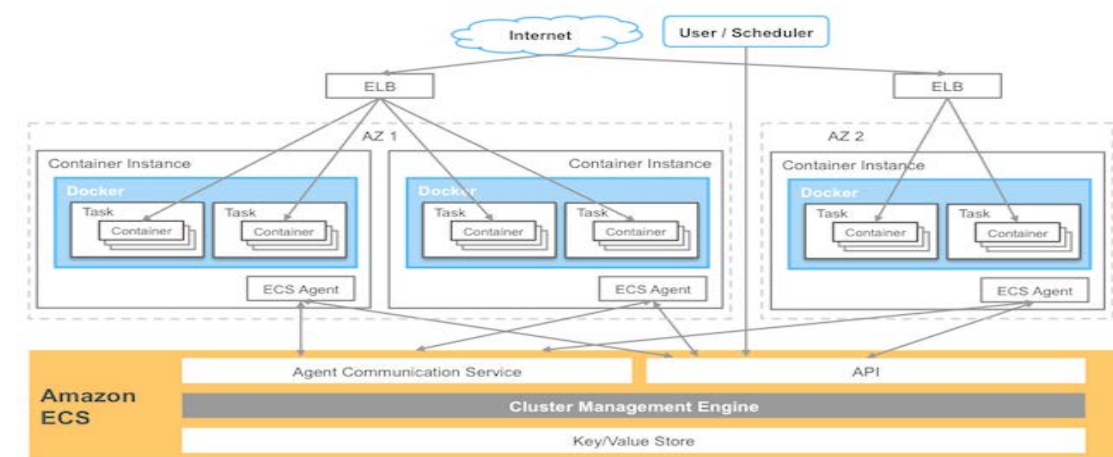 Internet
User / Scheduler
ELB
ELB
AZ 1
AZ 2
Container Instance
Container Instance
Container Instance
Docker
Docker
Docker
Task
Task
Task
Task
Task
Task
Container
Container
Container
Container
Container
Container
ECS Agent
ECS Agent
ECS Agent
Amazon
ECS
Agent Communication Service
API
Cluster Management Engine
Key/Value Store